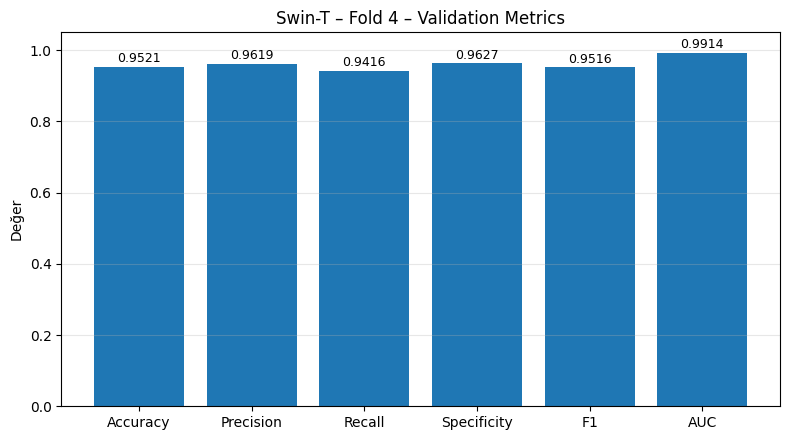 Swin-T – Fold 4 – Validation Metrics
Değer
1.0
0.8
0.6
0.4
0.2
0.0
0.9521
0.9619
0.9416
0.9627
0.9516
0.9914
Accuracy
Precision
Recall
Specificity
F1
AUC